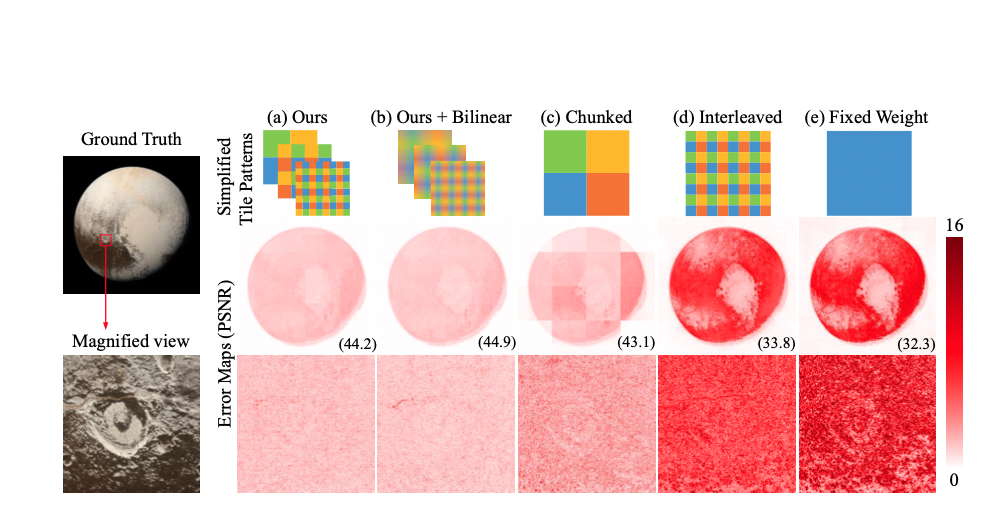 (a) Ours
(b) Ours + Bilinear
(c) Chunked
(d) Interleaved
(e) Fixed Weight
Ground Truth
Simplified
Tile Patterns
16
Magnified view
Error Maps (PSNR)
(44.2)
(44.9)
(43.1)
(33.8)
(32.3)
0